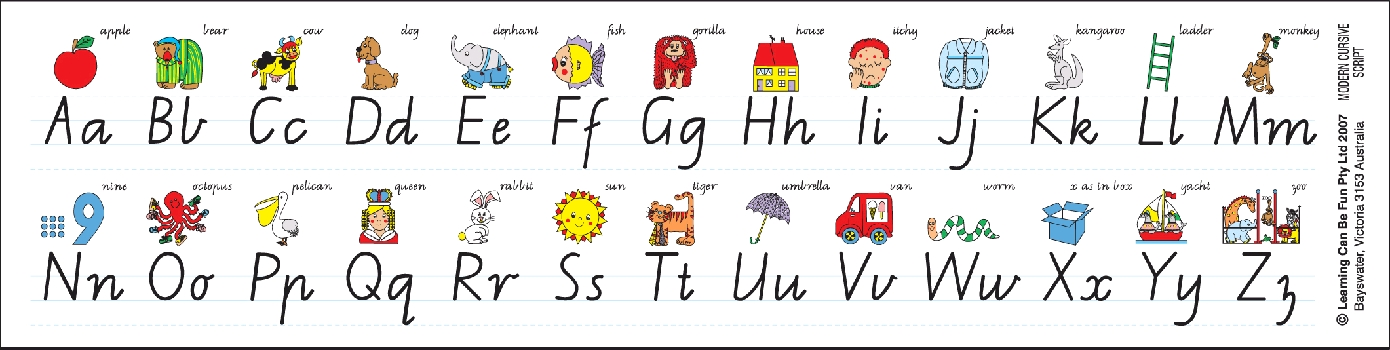 apple bear cow dog elephant fish gorilla house itchy jacket kangaroo ladder monkey
Aa Bb Cc Dd Ee Ff Gg Hh Ii Jj Kk Ll Mm
9
nine octopus pelican queen rabbit sun tiger umbrella van worm x as in box yacht zoo
Nn Oo Pp Qq Rr Ss Tt Uu Vv Ww Xx Yy Zz
MODERN CURSIVE
SCRIPT
© Learning Can Be Fun Pty Ltd 2007
Bayswater, Victoria 3153 Australia